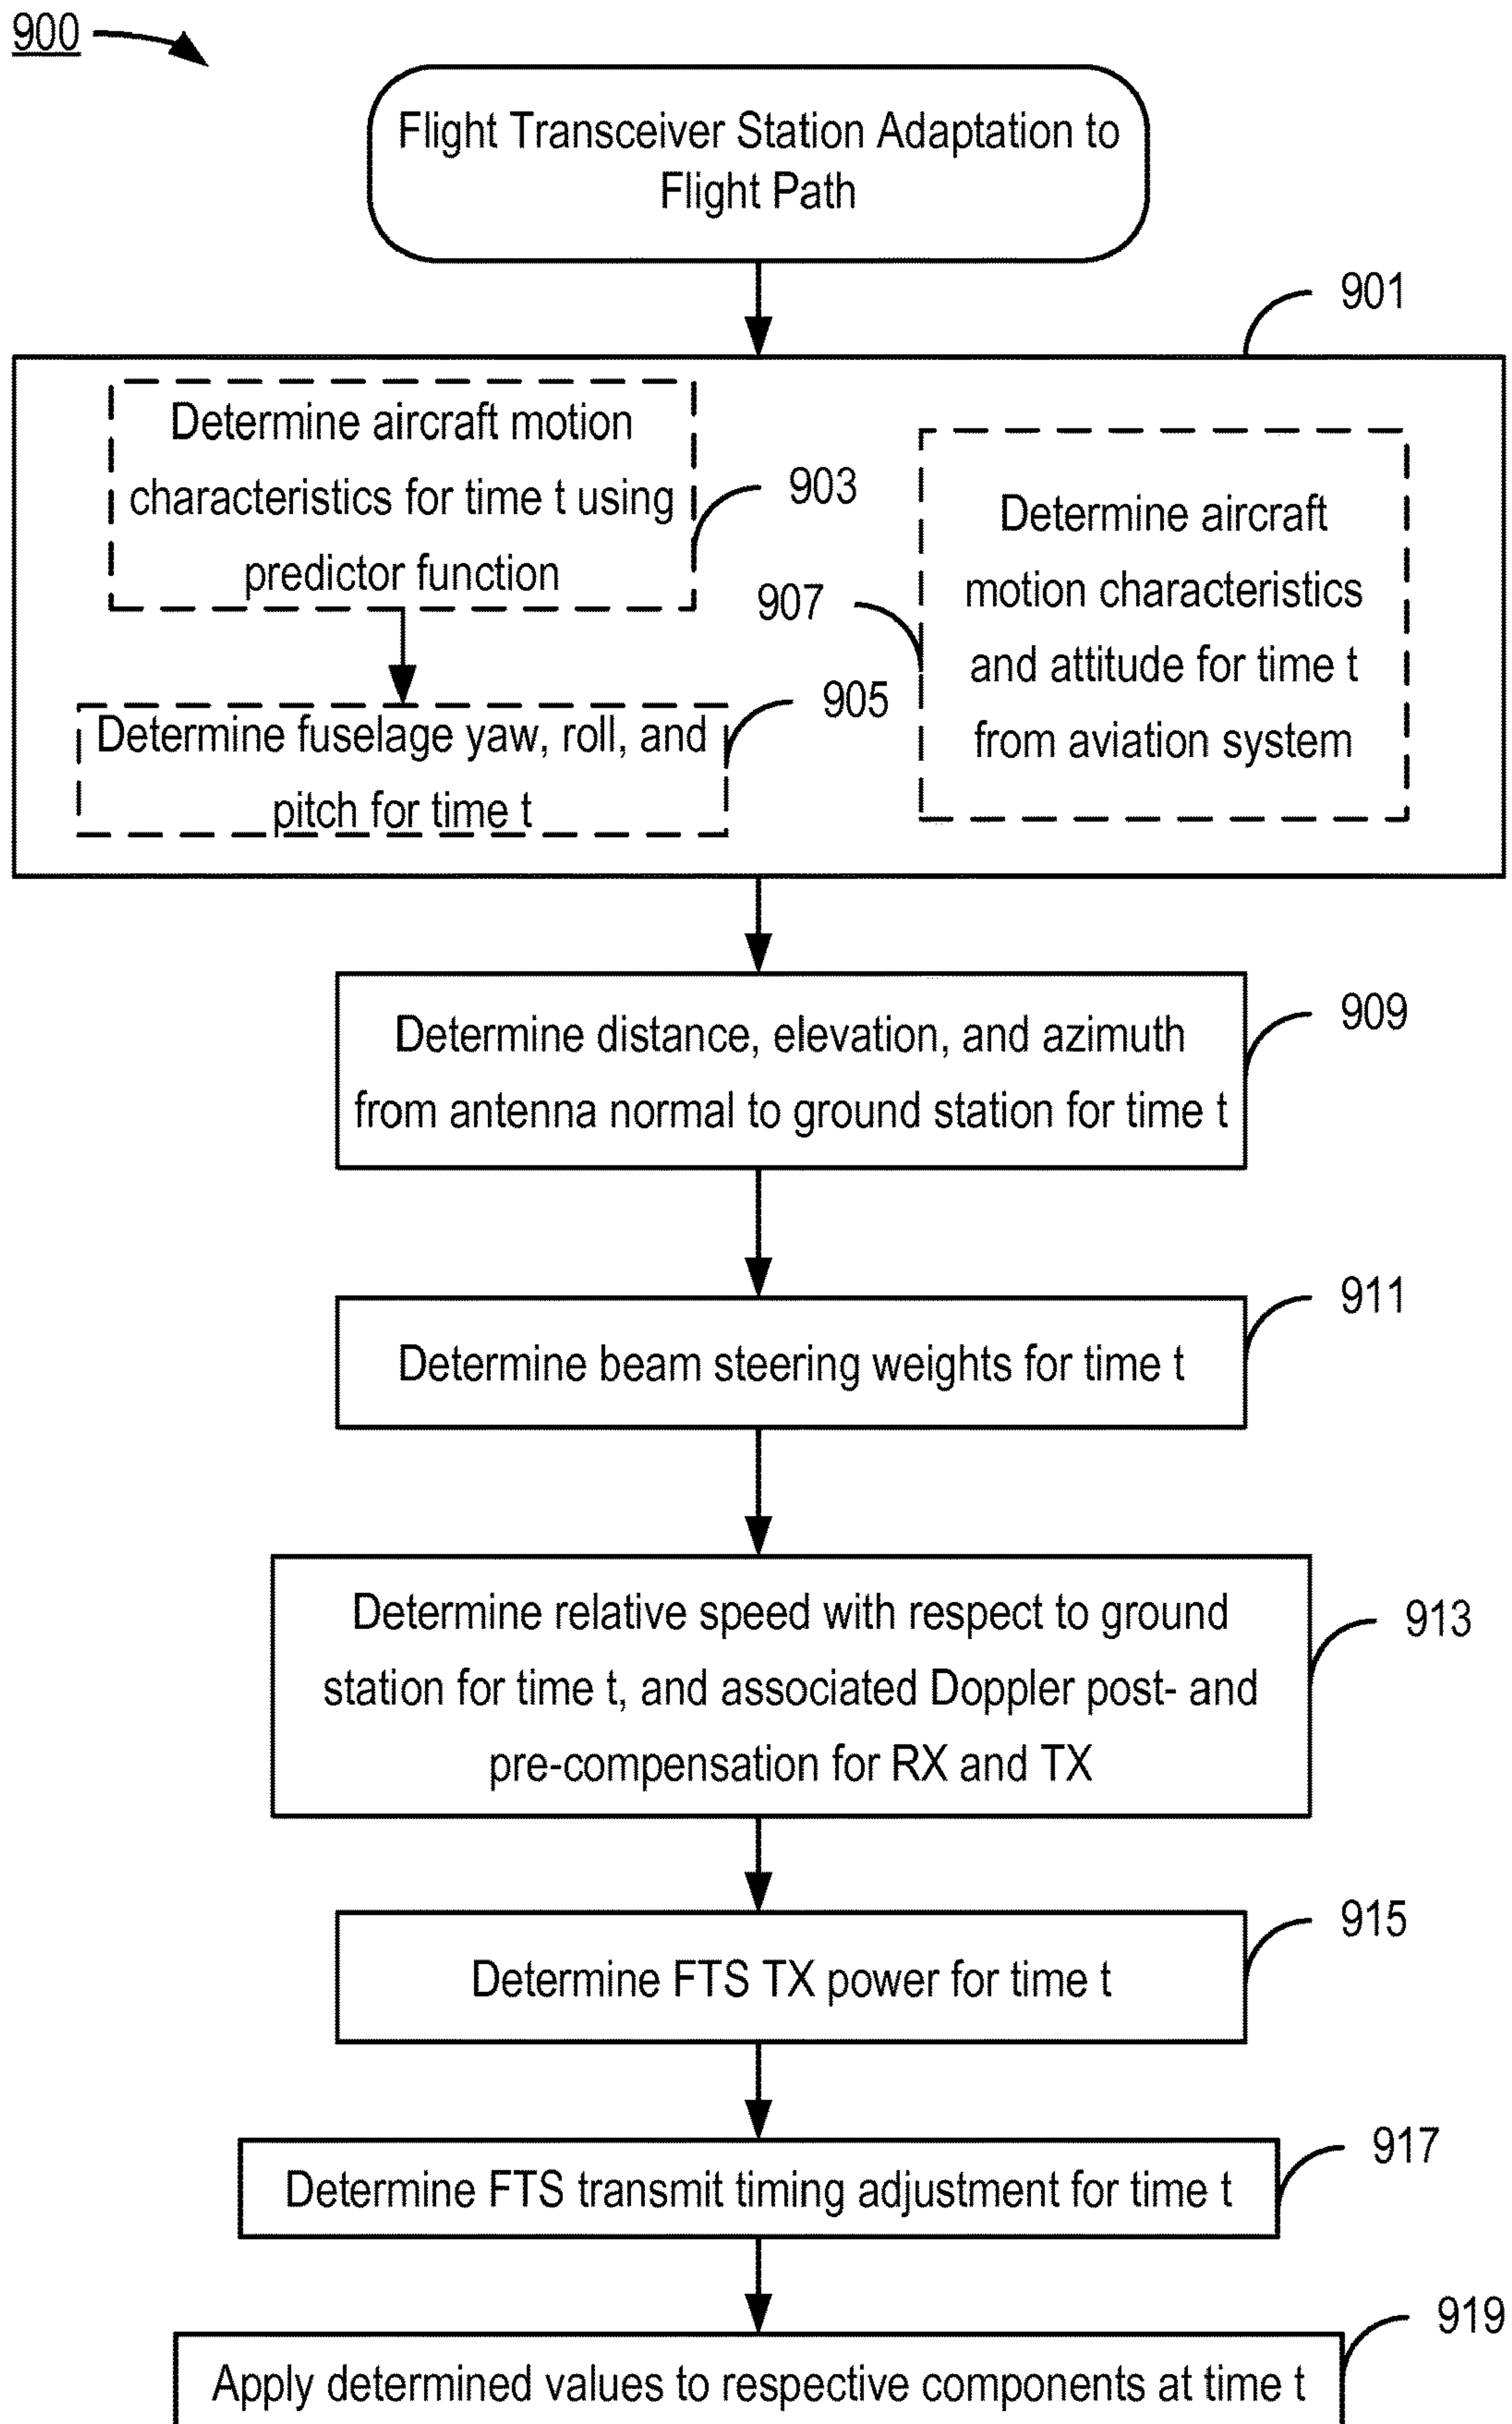 900
Flight Transceiver Station Adaptation to
Flight Path
901
Determine aircraft motion
characteristics for time t using
predictor function
903
Determine fuselage yaw, roll, and
pitch for time t
905
907
Determine aircraft
motion characteristics
and attitude for time t
from aviation system
909
Determine distance, elevation, and azimuth
from antenna normal to ground station for time t
911
Determine beam steering weights for time t
Determine relative speed with respect to ground
station for time t, and associated Doppler post- and
pre-compensation for RX and TX
913
915
Determine FTS TX power for time t
917
Determine FTS transmit timing adjustment for time t
919
Apply determined values to respective components at time t